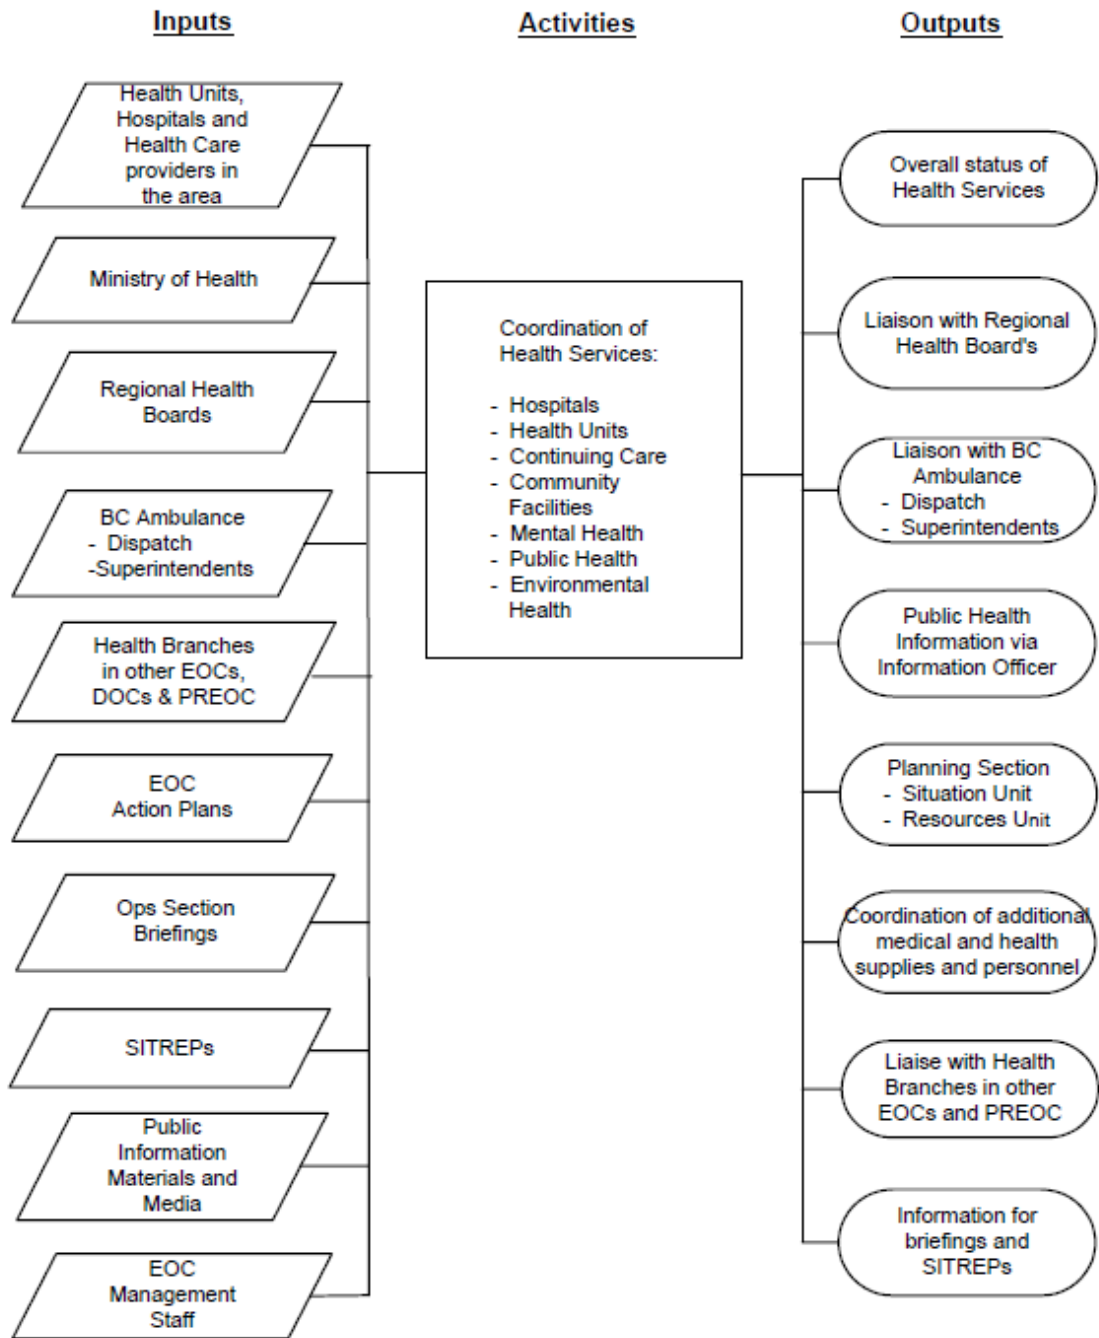 Inputs
Activities
Outputs
Health Units,
Hospitals and
Health Care
providers in
the area
Ministry of Health
Regional Health
Boards
BC Ambulance
- Dispatch
-Superintendents
Health Branches
in other EOCs,
DOCs & PREOC
EOC
Action Plans
Ops Section
Briefings
SITREPs
Public
Information
Materials and
Media
EOC
Management
Staff
Coordination of
Health Services:
- Hospitals
- Health Units
- Continuing Care
- Community
Facilities
- Mental Health
- Public Health
- Environmental
Health
Overall status of
Health Services
Liaison with Regional
Health Board's
Liaison with BC
Ambulance
- Dispatch
- Superintendents
Public Health
Information via
Information Officer
Planning Section
- Situation Unit
- Resources Unit
Coordination of additional
medical and health
supplies and personnel
Liaise with Health
Branches in other
EOCs and PREOC
Information for
briefings and
SITREPs